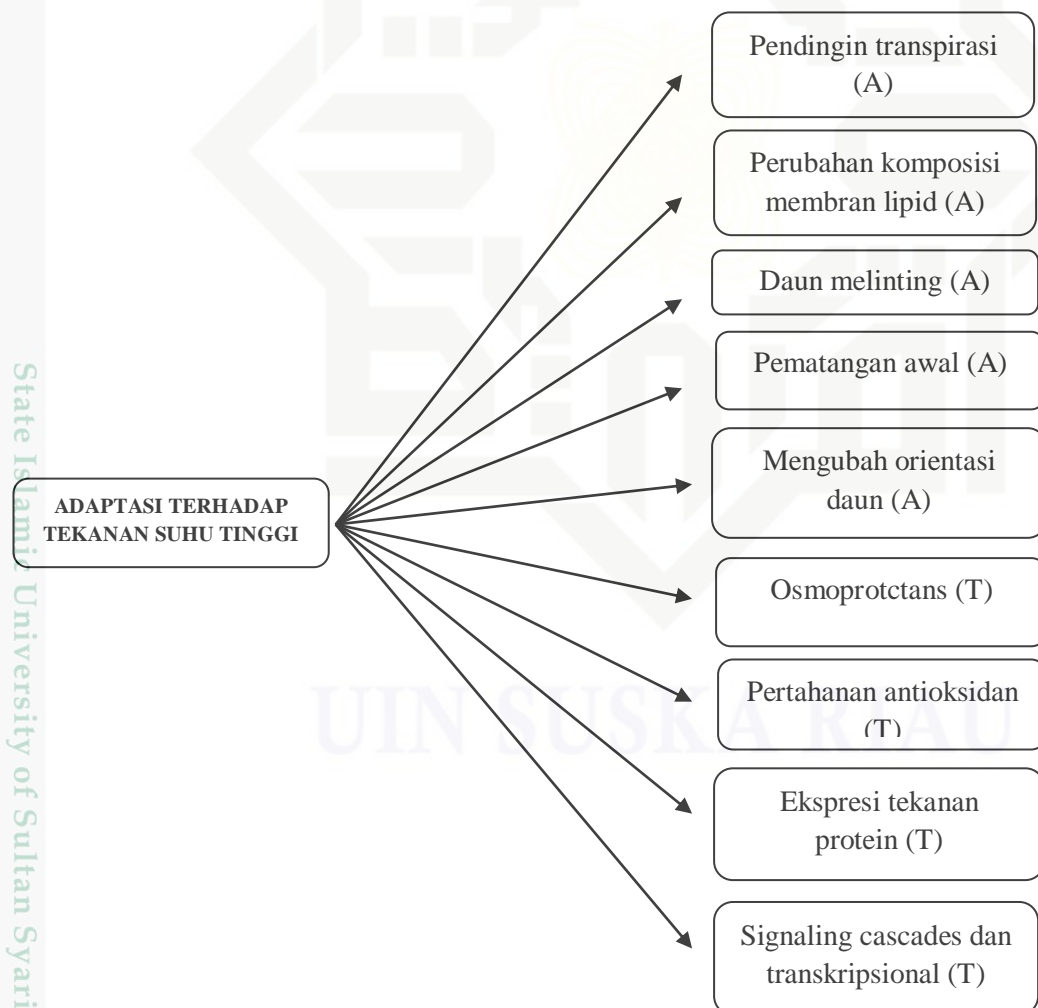 Pendingin transpirasi
(A)
Perubahan komposisi
membran lipid (A)
Daun melinting (A)
Pematangan awal (A)
Mengubah orientasi
daun (A)
ADAPTASI TERHADAP
TEKANAN SUHU TINGGI
Osmoprotctans (T)
Pertahanan antioksidan
(T)
Ekspresi tekanan
protein (T)
Signaling cascades dan
transkripsional (T)
State Islamic University of Sultan Syari
UIN SUSKA RIAU